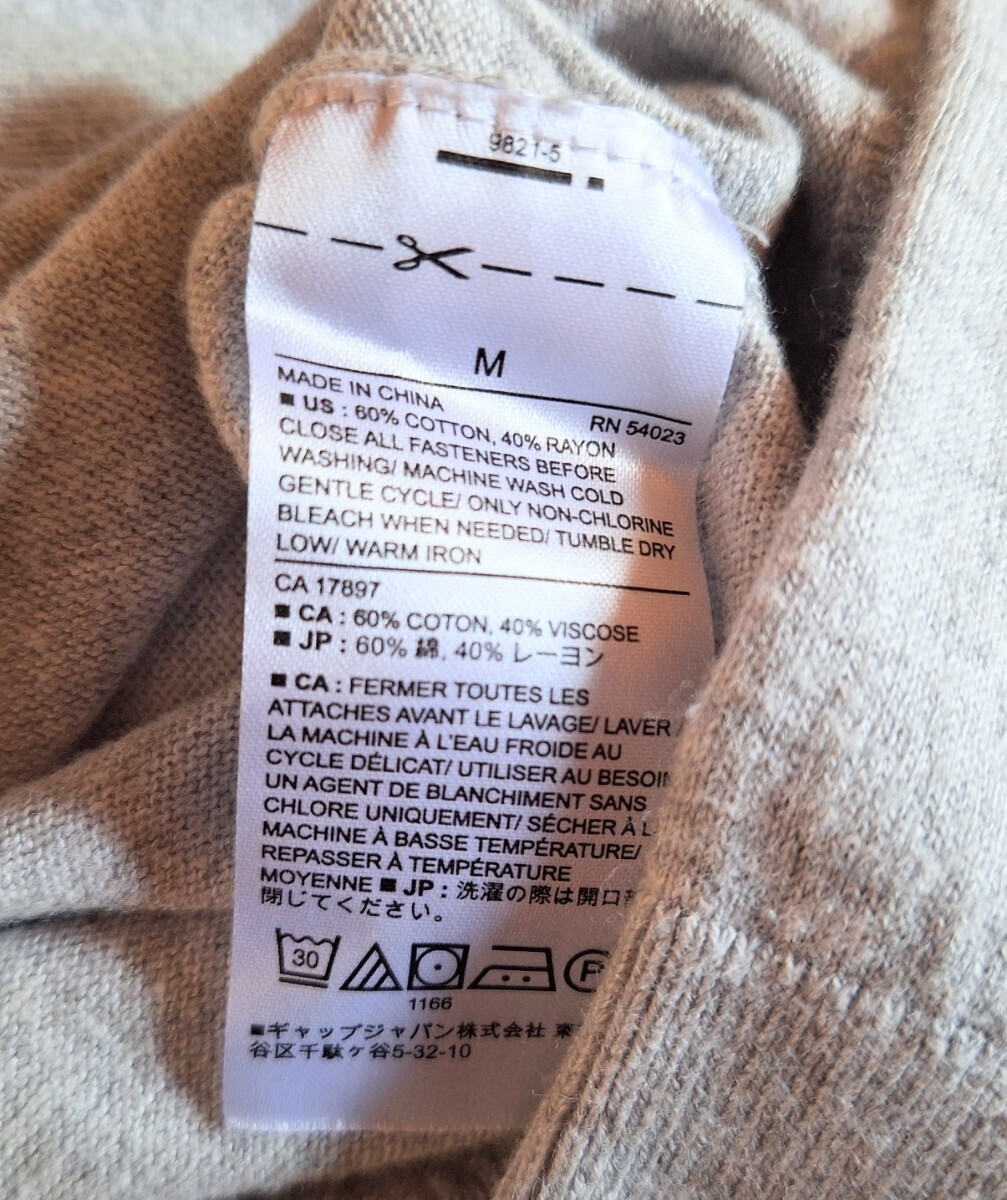 9821-5
M
MADE IN CHINA
RN 54023
■ US : 60% COTTON, 40% RAYON
CLOSE ALL FASTENERS BEFORE
WASHING/ MACHINE WASH COLD
GENTLE CYCLE/ ONLY NON-CHLORINE
BLEACH WHEN NEEDED/ TUMBLE DRY
LOW/ WARM IRON
CA 17897
■ CA : 60% COTON, 40% VISCOSE
■ JP : 60% 綿, 40% レーヨン
■ CA : FERMER TOUTES LES
ATTACHES AVANT LE LAVAGE/ LAVER
LA MACHINE À L'EAU FROIDE AU
CYCLE DÉLICAT/ UTILISER AU BESOIN
UN AGENT DE BLANCHIMENT SANS
CHLORE UNIQUEMENT/ SÉCHER À
MACHINE À BASSE TEMPÉRATURE/
REPASSER À TEMPÉRATURE
MOYENNE ■ JP : 洗濯の際は開口
閉じてください。
30 P
1166
■ギャップジャパン株式会社
谷区千駄ケ谷5-32-10